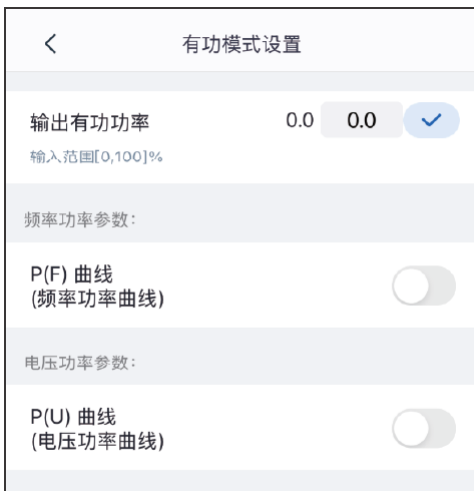 有功模式设置
输出有功功率 0.0 0.0
输入范围[0,100]%
频率功率参数:
P(F) 曲线
(频率功率曲线)
电压功率参数:
P(U) 曲线
(电压功率曲线)